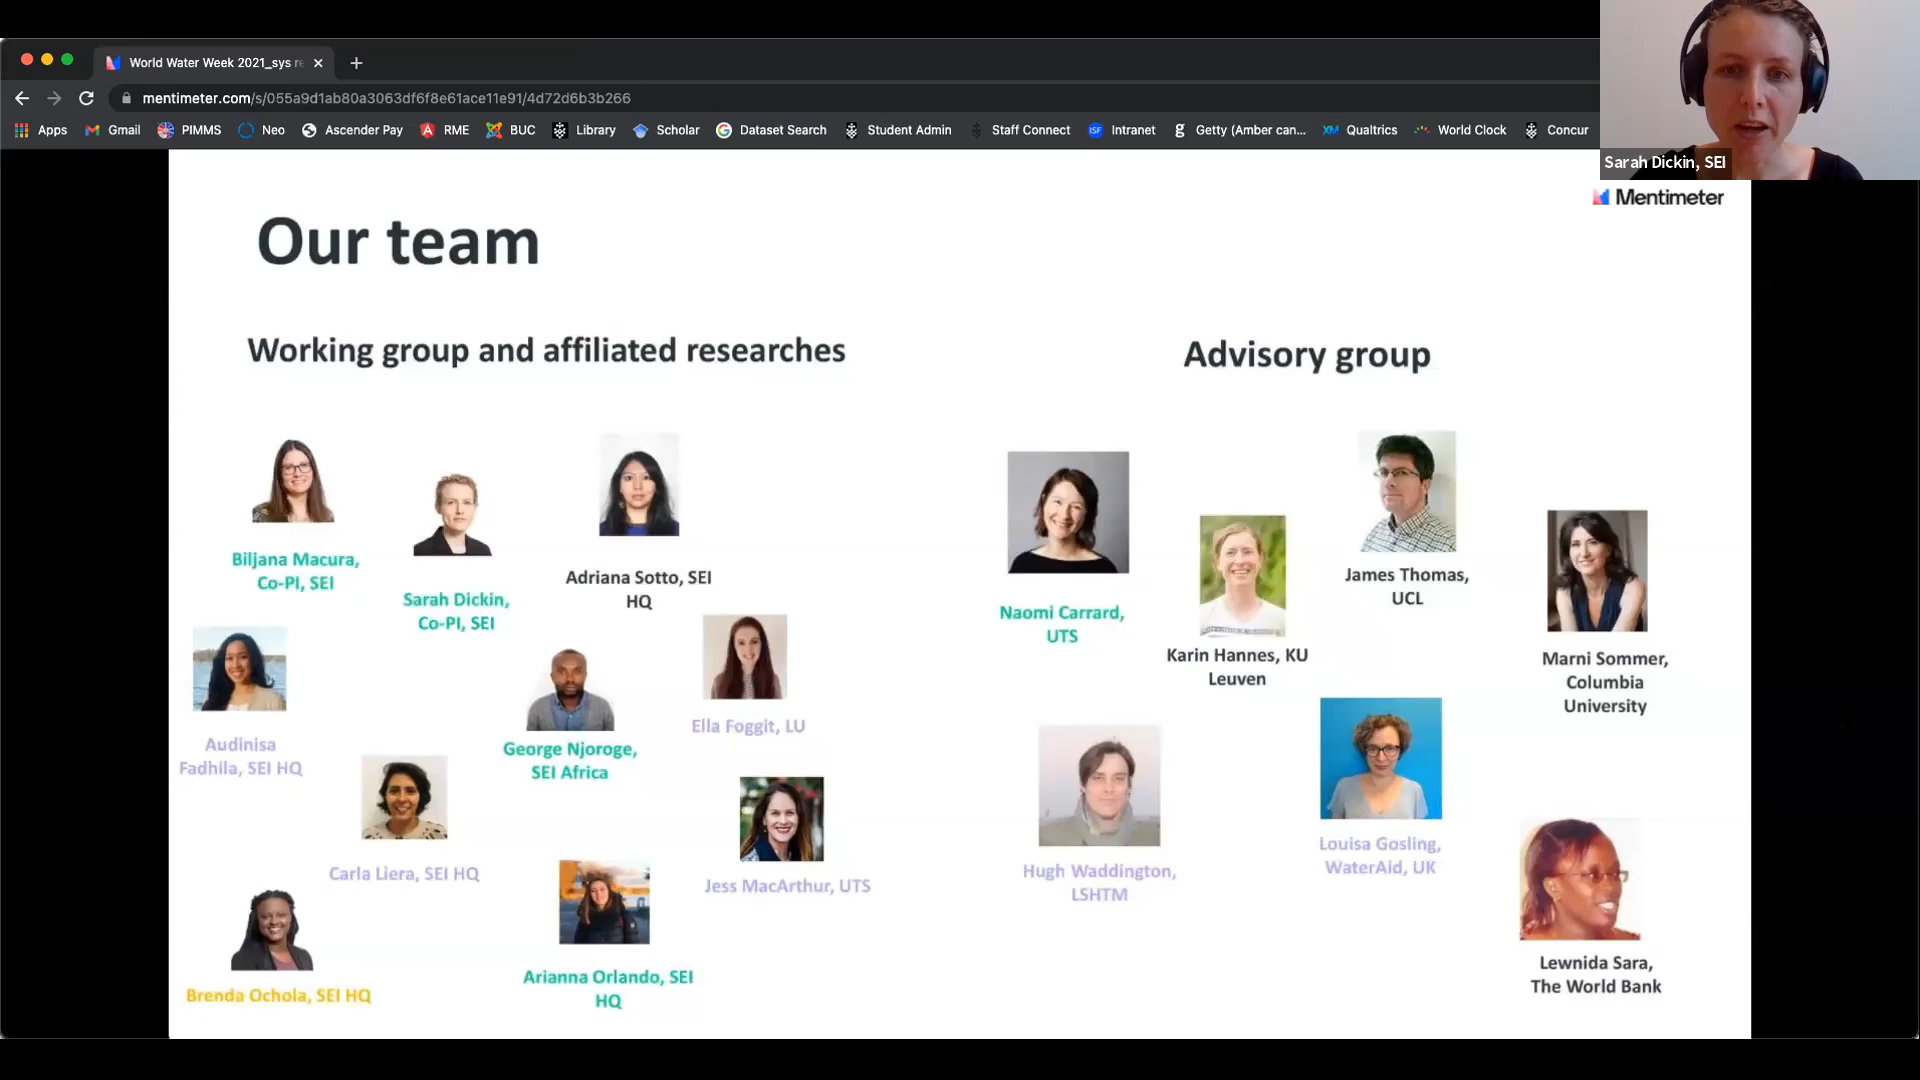 World Water Week 2021_sys re
mentimeter.com/s/055a9d1ab80a3063df6f8e61ace11e91/4d72d6b3b266
Apps Gmail PIMMS Neo Ascender Pay RME BUC Library Scholar Dataset Search Student Admin Staff Connect Intranet Getty (Amber can... Qualtrics World Clock Concur
Sarah Dickin, SEI
Mentimeter
Our team
Working group and affiliated researches
Biljana Macura,
Co-PI, SEI
Sarah Dickin,
Co-PI, SEI
Adriana Sotto, SEI
HQ
Audinisa
Fadhila, SEI HQ
George Njoroge,
SEI Africa
Ella Foggit, LU
Carla Liera, SEI HQ
Jess MacArthur, UTS
Brenda Ochola, SEI HQ
Arianna Orlando, SEI
HQ
Advisory group
Naomi Carrard,
UTS
Karin Hannes, KU
Leuven
James Thomas,
UCL
Marni Sommer,
Columbia
University
Hugh Waddington,
LSHTM
Louisa Gosling,
WaterAid, UK
Lewnida Sara,
The World Bank